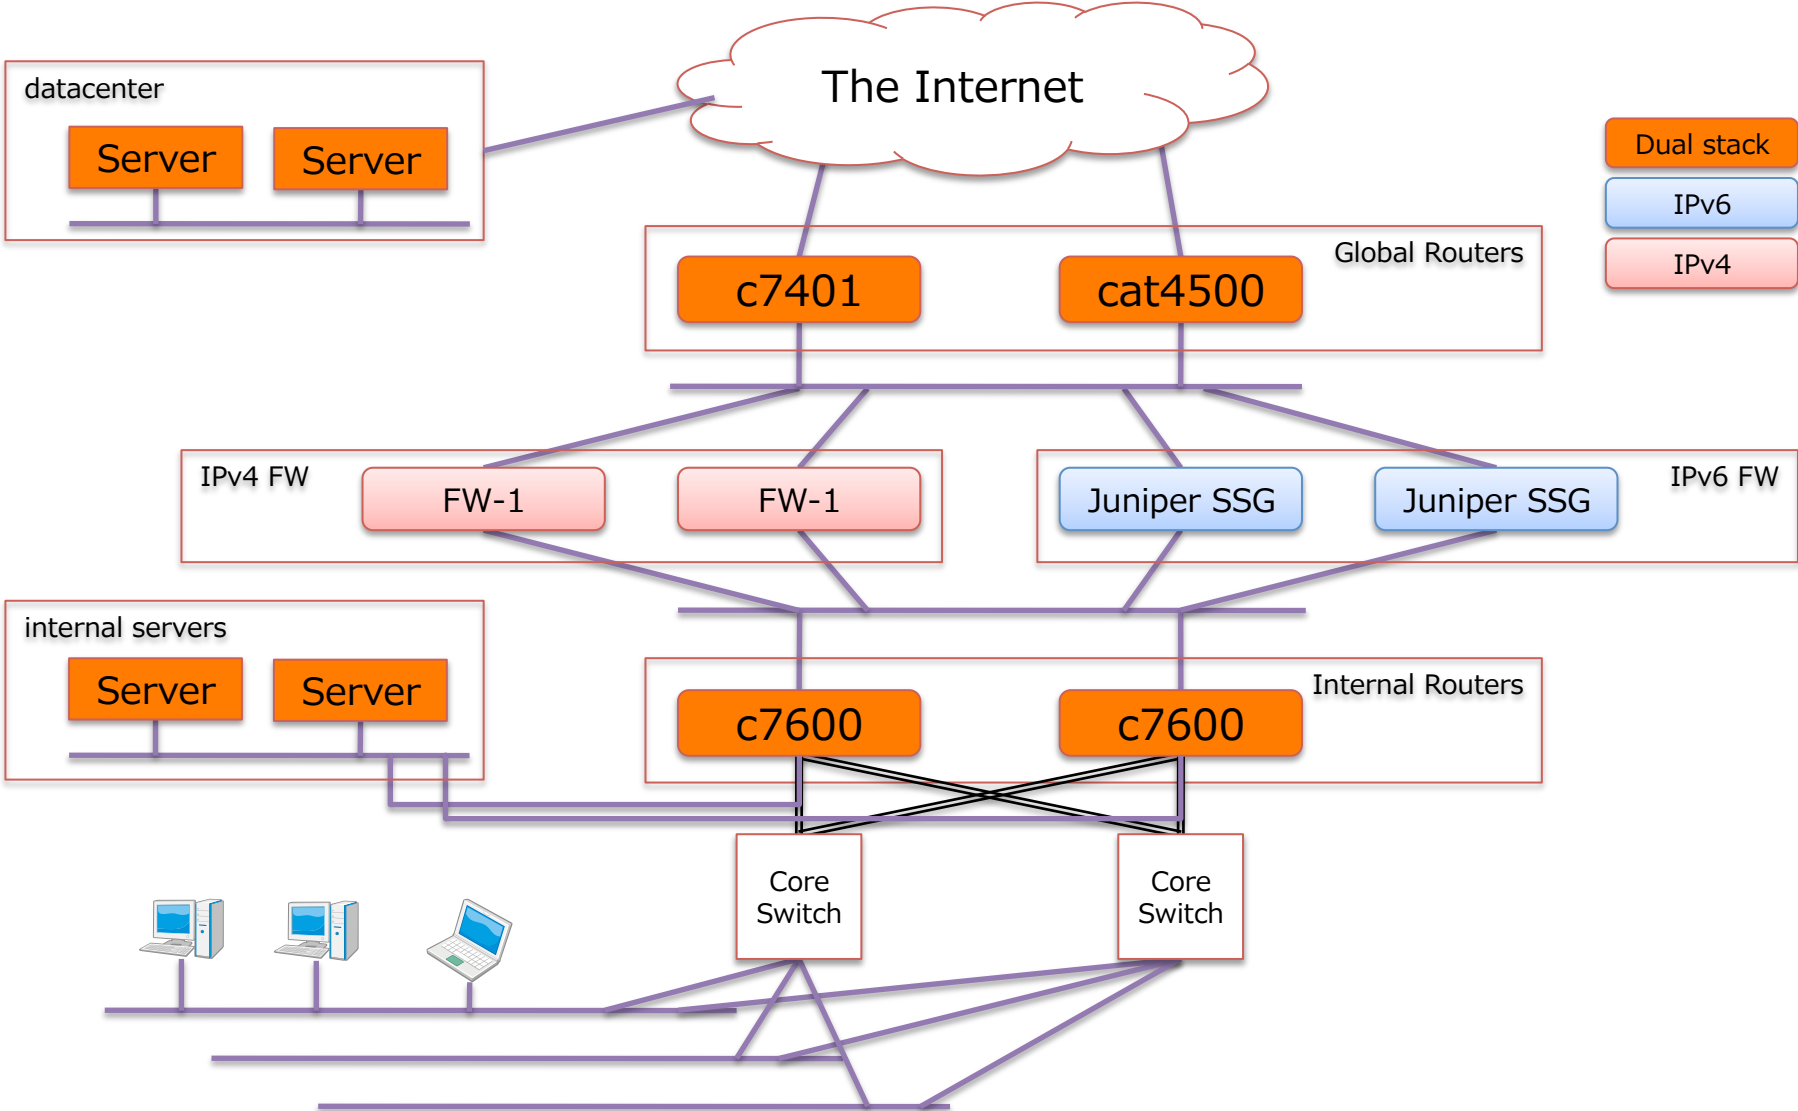 The Internet
datacenter
Server
Server
Dual stack
IPv6
IPv4
Global Routers
c7401
cat4500
IPv4 FW
FW-1
FW-1
Juniper SSG
Juniper SSG
IPv6 FW
internal servers
Server
Server
Internal Routers
c7600
c7600
Core
Switch
Core
Switch